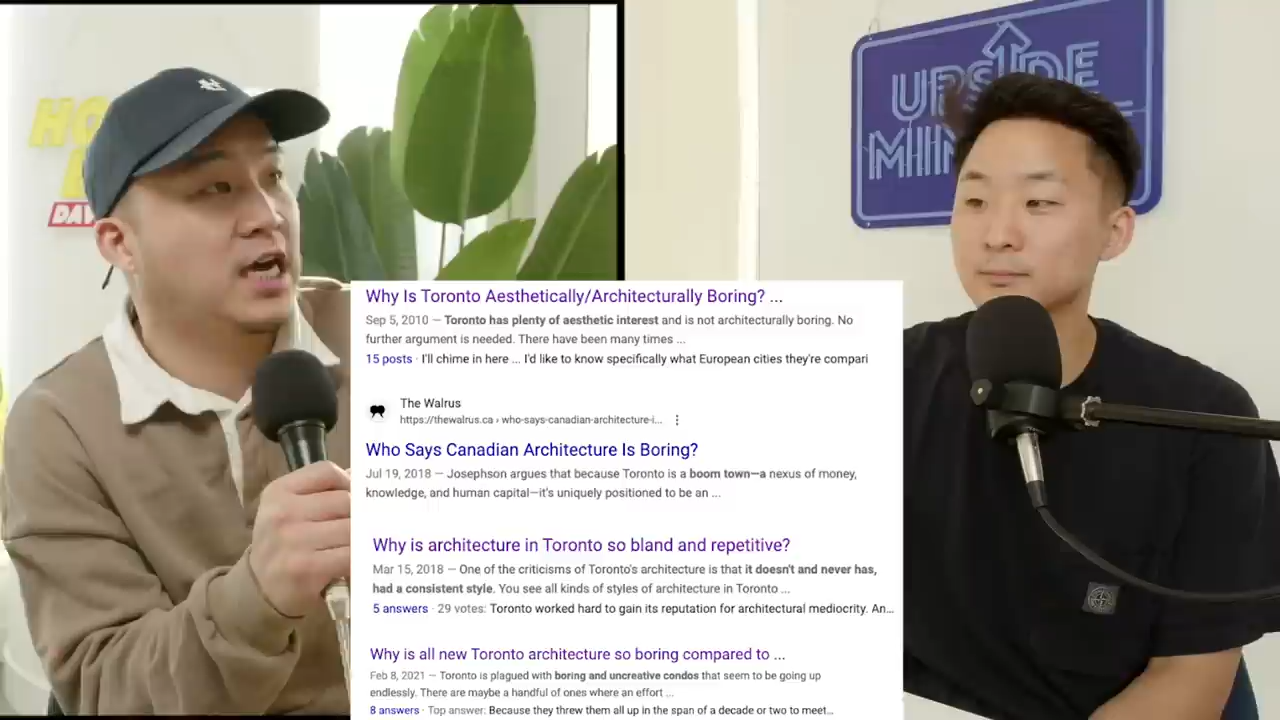 HO
DAV
UPSIDE
MIN
Why Is Toronto Aesthetically/Architecturally Boring? ...
Sep 5, 2010 — Toronto has plenty of aesthetic interest and is not architecturally boring. No
further argument is needed. There have been many times ...
15 posts · I'll chime in here ... I'd like to know specifically what European cities they're compari
The Walrus
https://thewalrus.ca › who-says-canadian-architecture-i...
Who Says Canadian Architecture Is Boring?
Jul 19, 2018 — Josephson argues that because Toronto is a boom town—a nexus of money,
knowledge, and human capital—it's uniquely positioned to be an ...
Why is architecture in Toronto so bland and repetitive?
Mar 15, 2018 — One of the criticisms of Toronto's architecture is that it doesn't and never has,
had a consistent style. You see all kinds of styles of architecture in Toronto ...
5 answers · 29 votes: Toronto worked hard to gain its reputation for architectural mediocrity. An...
Why is all new Toronto architecture so boring compared to ...
Feb 8, 2021 — Toronto is plagued with boring and uncreative condos that seem to be going up
endlessly. There are maybe a handful of ones where an effort ...
8 answers · Top answer: Because they threw them all up in the span of a decade or two to meet...